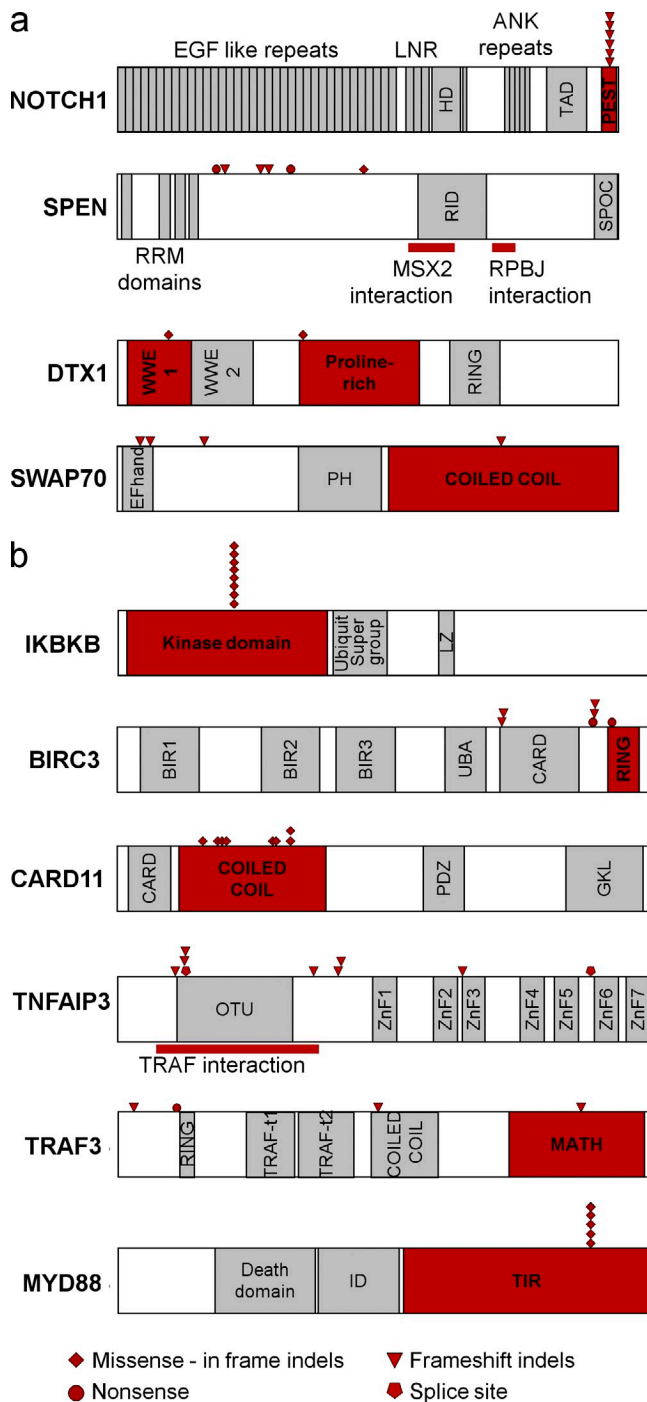 a
EGF like repeats
LNR
ANK
repeats
NOTCH1
HD
TAD
PEST
SPEN
RID
SPOC
RRM
domains
MSX2
interaction
RPBJ
interaction
DTX1
WWE
1
WWE
2
Proline-
rich
RING
SWAP70
EFhand
PH
COILED COIL
b
IKBKB
Kinase domain
Ubiquit
Super
group
LZ
BIRC3
BIR1
BIR2
BIR3
UBA
CARD
RING
CARD11
CARD
COILED
COIL
PDZ
GKL
TNFAIP3
OTU
ZnF1
ZnF2
ZnF3
ZnF4
ZnF5
ZnF6
ZnF7
TRAF interaction
TRAF3
RING
TRAF-t1
TRAF-t2
COILED
COIL
MATH
MYD88
Death
domain
ID
TIR
Missense - in frame indels
Frameshift indels
Nonsense
Splice site